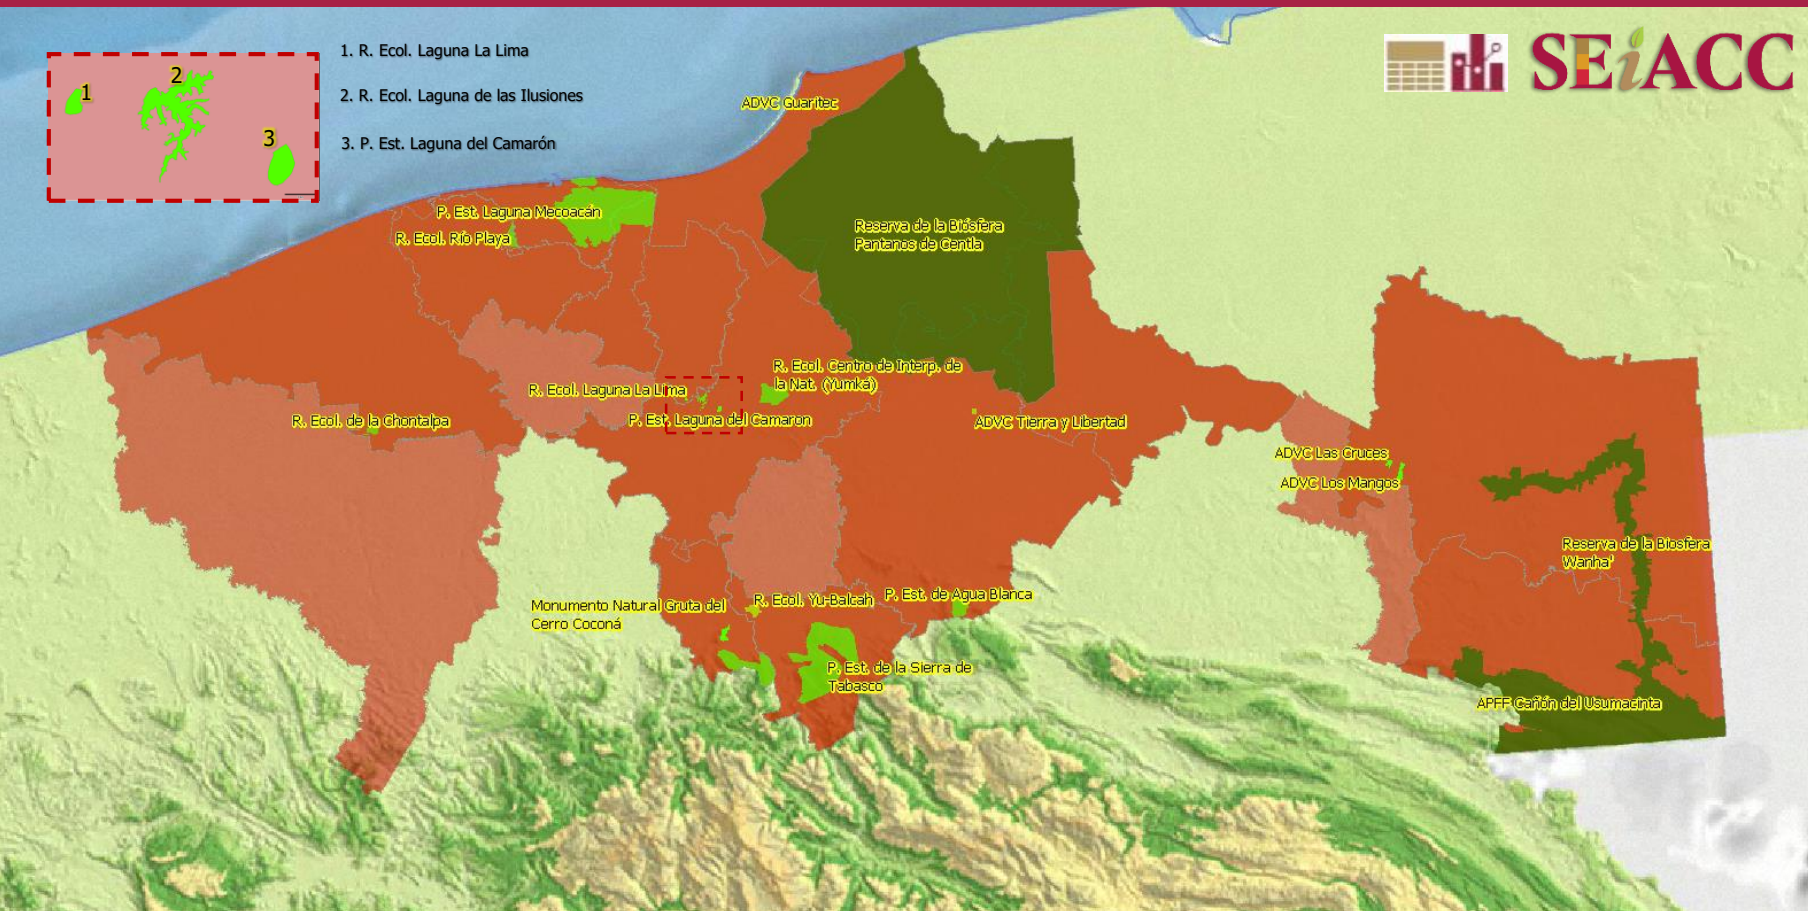 1. R. Ecol. Laguna La Lima
2. R. Ecol. Laguna de las Ilusiones
3. P. Est. Laguna del Camarón
1
2
3
SEiACC
ADVC Guaritec
P. Est. Laguna Mecoacán
R. Ecol. Río Playa
Reserva de la Biósfera
Pantanos de Centla
R. Ecol. Centro de Interp. de
la Nat. (Yumká)
R. Ecol. Laguna La Lima
P. Est. Laguna del Camaron
R. Ecol. de la Chontalpa
ADVC Tierra y Libertad
ADVC Las Cruces
ADVC Los Mangos
Reserva de la Biosfera
Wanha'
Monumento Natural Gruta del
Cerro Coconá
R. Ecol. Yu-Balcah
P. Est. de Agua Blanca
P. Est. de la Sierra de
Tabasco
APFF Cañón del Usumacinta